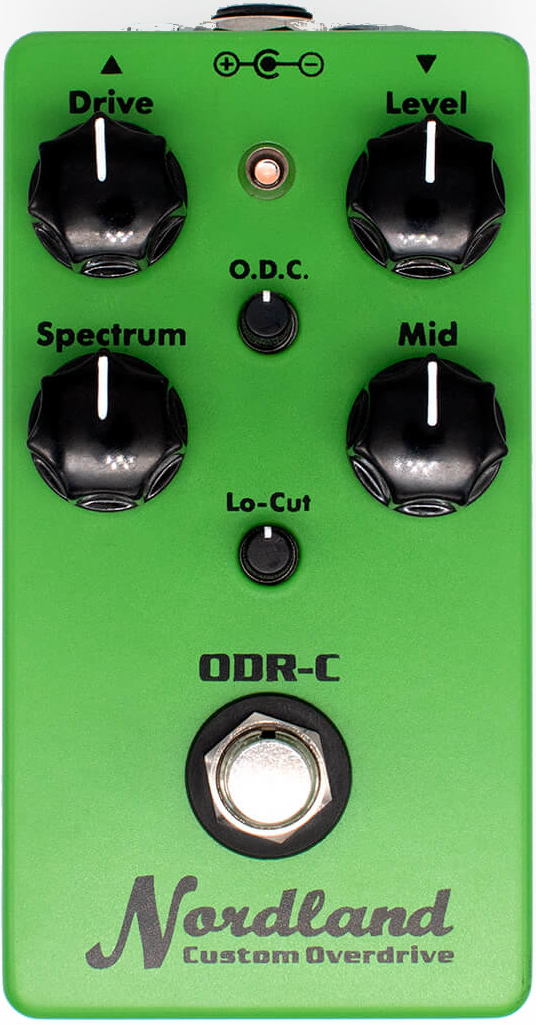 Drive
Level
O.D.C.
Spectrum
Mid
Lo-Cut
ODR-C
Nordland
Custom Overdrive